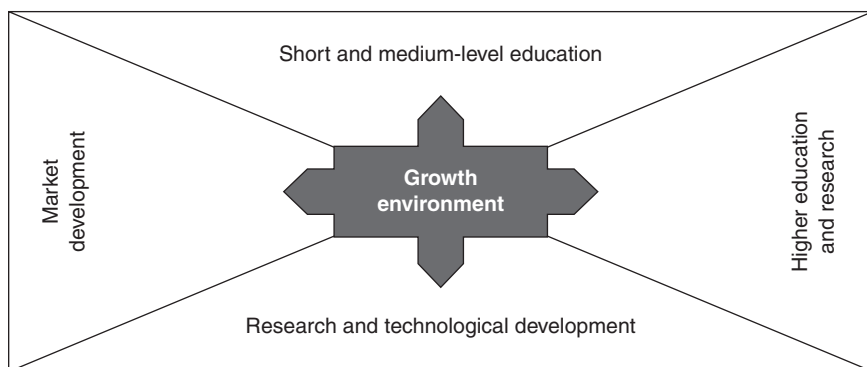 Short and medium-level education
Market
development
Growth
environment
Higher education
and research
Research and technological development